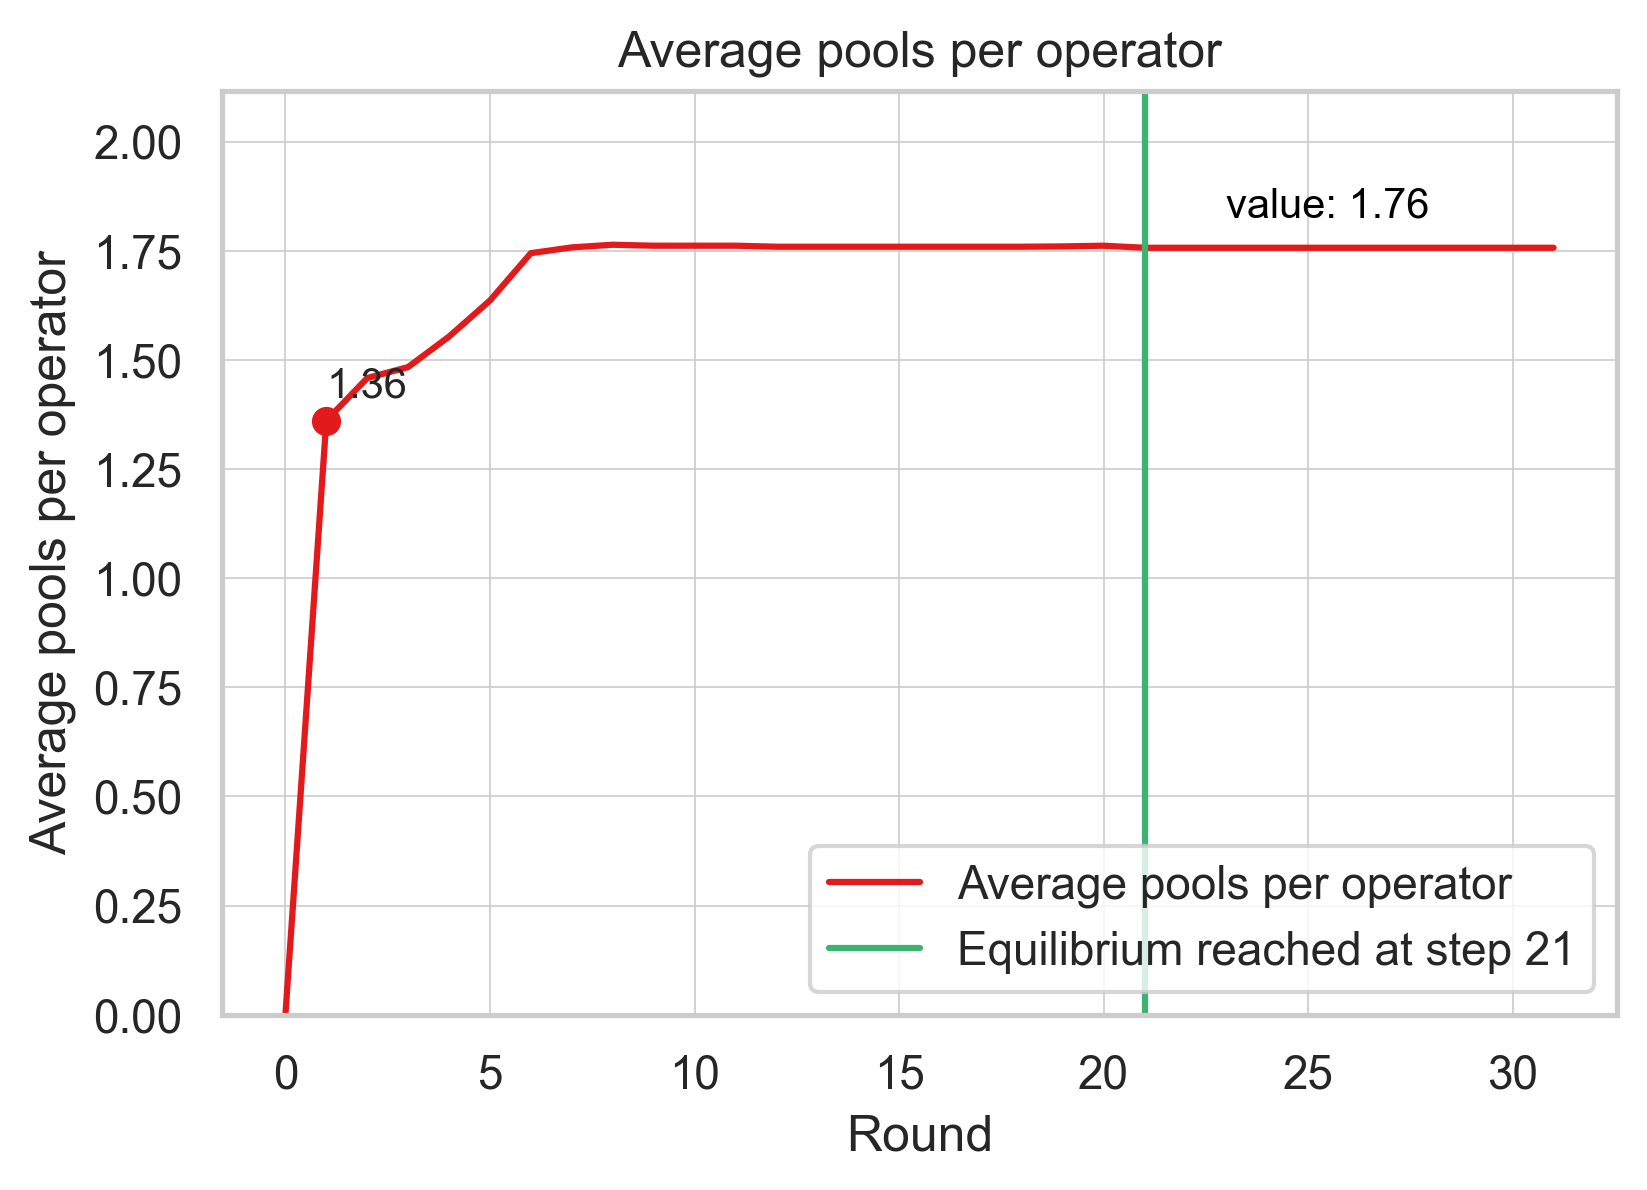 Average pools per operator
Average pools per operator
2.00
1.75
1.50
1.25
1.00
0.75
0.50
0.25
0.00
value: 1.76
1.36
Average pools per operator
Equilibrium reached at step 21
0 5 10 15 20 25 30
Round